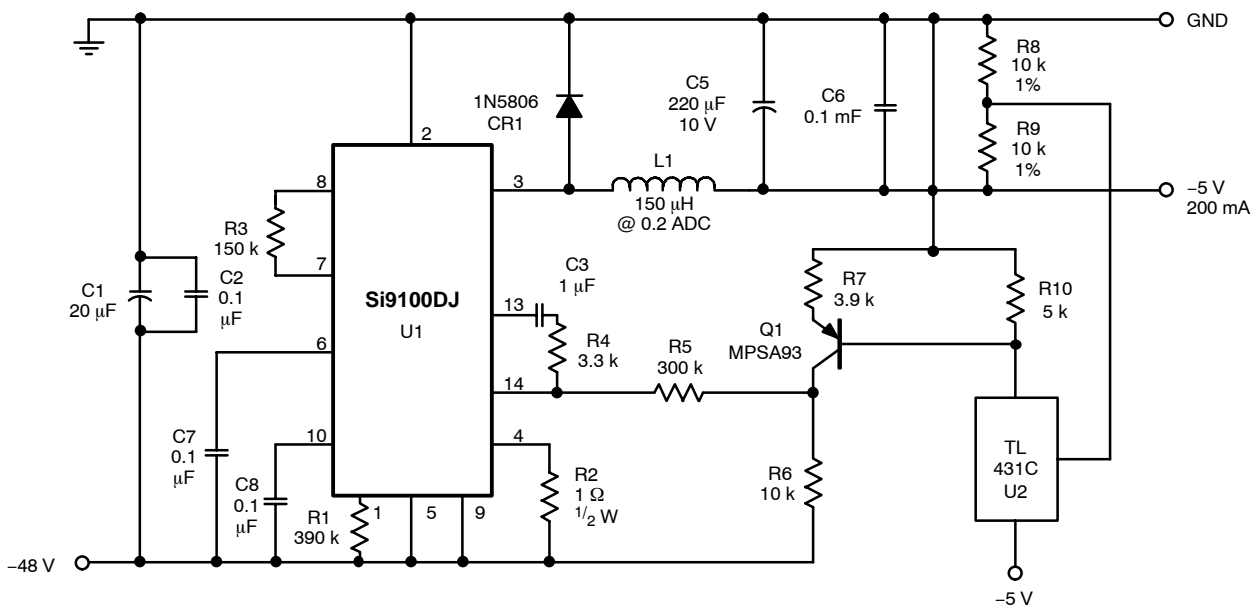 GND
R8
10 k
1%
C5
220 μF
10 V
C6
0.1 mF
1N5806
CR1
2
R9
10 k
1%
L1
8
3
–5 V
200 mA
150 μH
@ 0.2 ADC
R3
150 k
7
C3
1 μF
R7
3.9 k
R10
5 k
C1
20 μF
C2
0.1
μF
Si9100DJ
U1
13
Q1
MPSA93
R4
3.3 k
R5
300 k
6
14
C7
0.1
μF
10
4
TL
431C
U2
C8
0.1
μF
R2
1 Ω
1/2 W
R6
10 k
R1
390 k
1
5
9
–48 V
–5 V